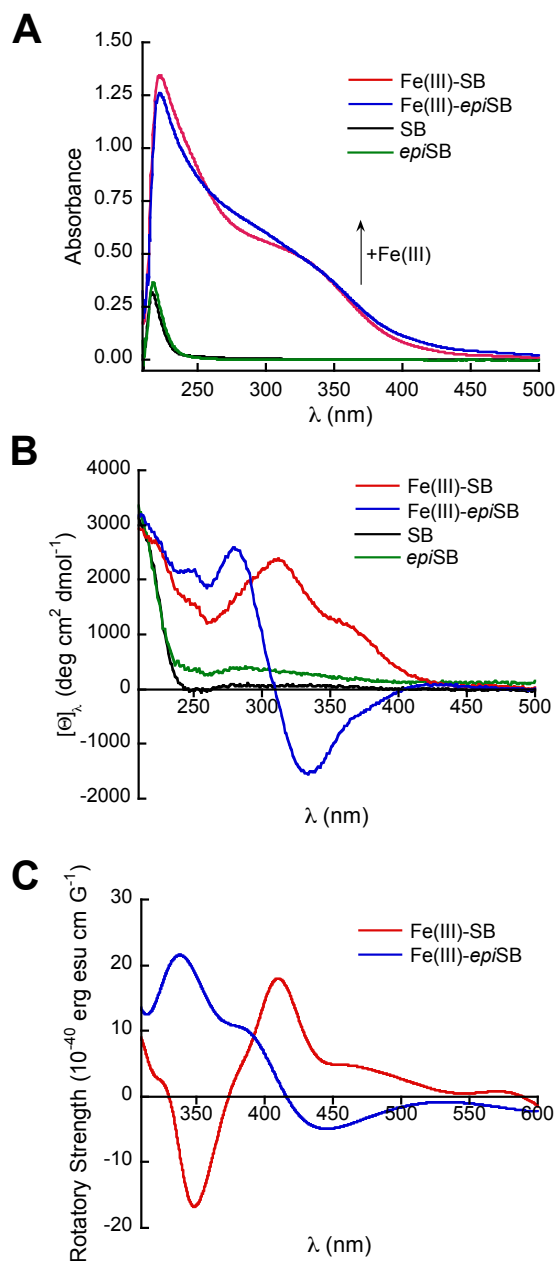 A
Absorbance
1.50
1.25
1.00
0.75
0.50
0.25
0.00
Fe(III)-SB
Fe(III)-epiSB
SB
epiSB
+Fe(III)
250 300 350 400 450 500
λ (nm)
B
[Θ]λ (deg cm² dmol⁻¹)
4000
3000
2000
1000
0
-1000
-2000
Fe(III)-SB
Fe(III)-epiSB
SB
epiSB
250 300 350 400 450 500
λ (nm)
C
Rotatory Strength (10⁻⁴⁰ erg esu cm G⁻¹)
30
20
10
0
-10
-20
Fe(III)-SB
Fe(III)-epiSB
350 400 450 500 550 600
λ (nm)